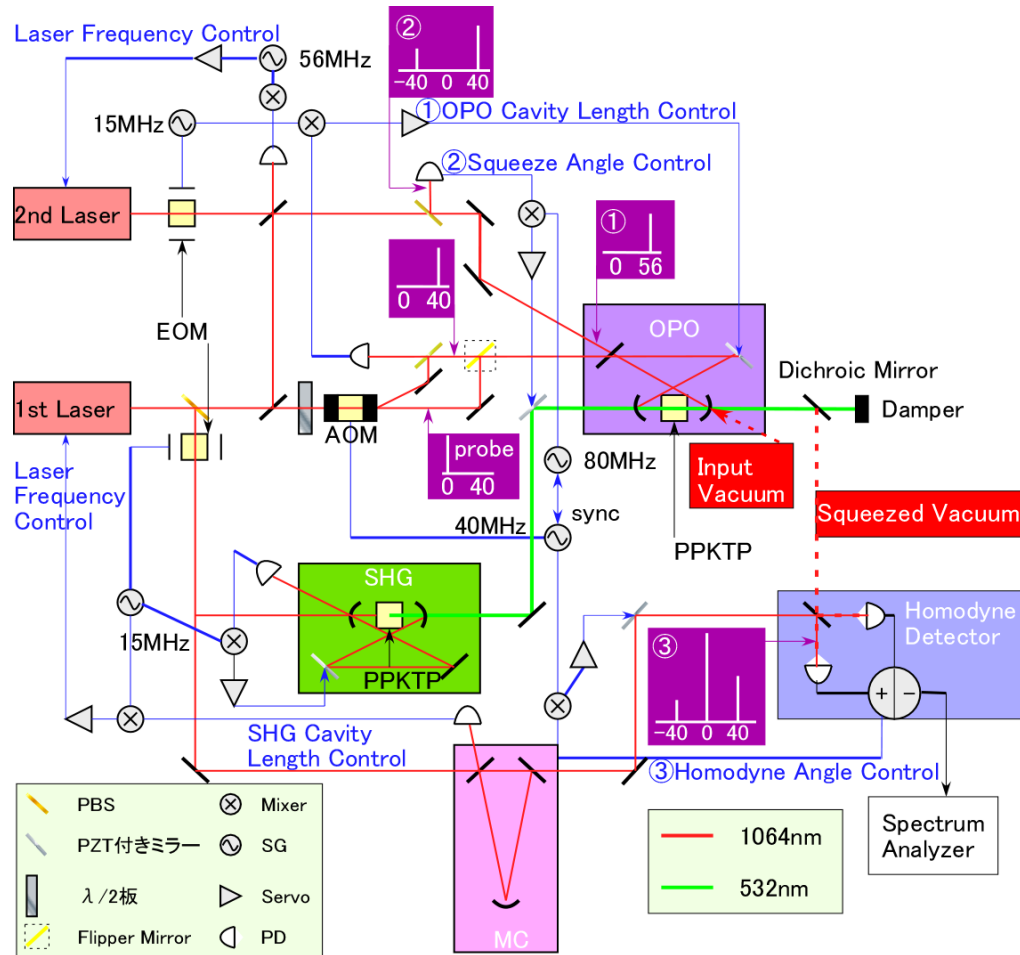 Laser Frequency Control
56MHz
②
-40 0 40
15MHz
①OPO Cavity Length Control
②Squeeze Angle Control
2nd Laser
①
0 56
0 40
EOM
OPO
Dichroic Mirror
1st Laser
Damper
AOM
Laser
Frequency
Control
probe
0 40
80MHz
Input
Vacuum
40MHz
sync
Squeezed Vacuum
PPKTP
SHG
15MHz
PPKTP
Homodyne
Detector
③
-40 0 40
+ -
SHG Cavity
Length Control
③Homodyne Angle Control
PBS
Mixer
PZT付きミラー
SG
λ/2板
Servo
Flipper Mirror
PD
MC
1064nm
532nm
Spectrum
Analyzer